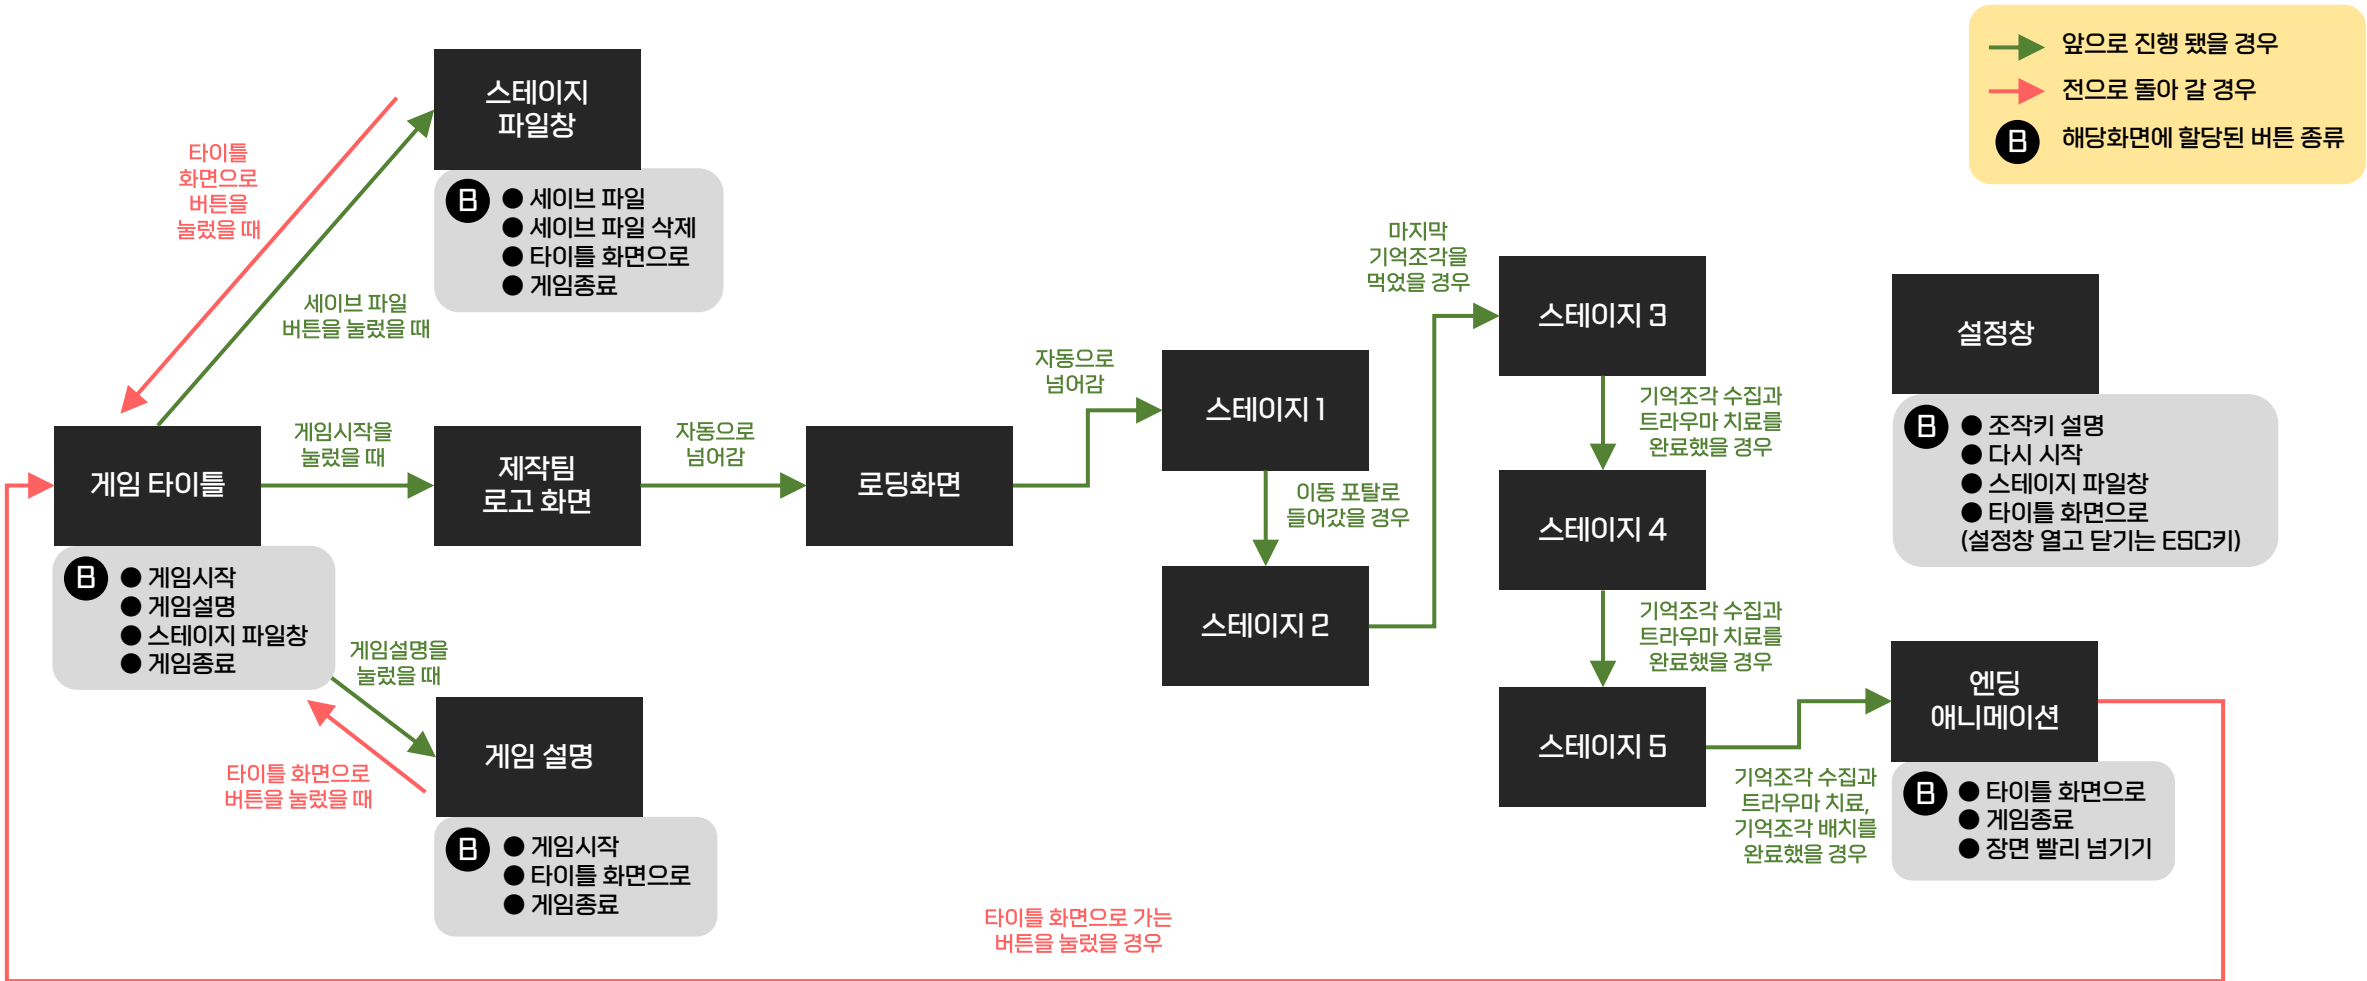 앞으로 진행 됐을 경우
전으로 돌아 갈 경우
B
해당화면에 할당된 버튼 종류
스테이지
파일창
B
● 세이브 파일
● 세이브 파일 삭제
● 타이틀 화면으로
● 게임종료
타이틀
화면으로
버튼을
눌렀을 때
세이브 파일
버튼을 눌렀을 때
게임 타이틀
B
● 게임시작
● 게임설명
● 스테이지 파일창
● 게임종료
게임시작을
눌렀을 때
제작팀
로고 화면
자동으로
넘어감
로딩화면
자동으로
넘어감
게임설명을
눌렀을 때
타이틀 화면으로
버튼을 눌렀을 때
게임 설명
B
● 게임시작
● 타이틀 화면으로
● 게임종료
스테이지 1
이동 포탈로
들어갔을 경우
스테이지 2
마지막
기억조각을
먹었을 경우
스테이지 3
기억조각 수집과
트라우마 치료를
완료했을 경우
스테이지 4
기억조각 수집과
트라우마 치료를
완료했을 경우
스테이지 5
기억조각 수집과
트라우마 치료,
기억조각 배치를
완료했을 경우
설정창
B
● 조작키 설명
● 다시 시작
● 스테이지 파일창
● 타이틀 화면으로
(설정창 열고 닫기는 ESC키)
엔딩
애니메이션
B
● 타이틀 화면으로
● 게임종료
● 장면 빨리 넘기기
타이틀 화면으로 가는
버튼을 눌렀을 경우